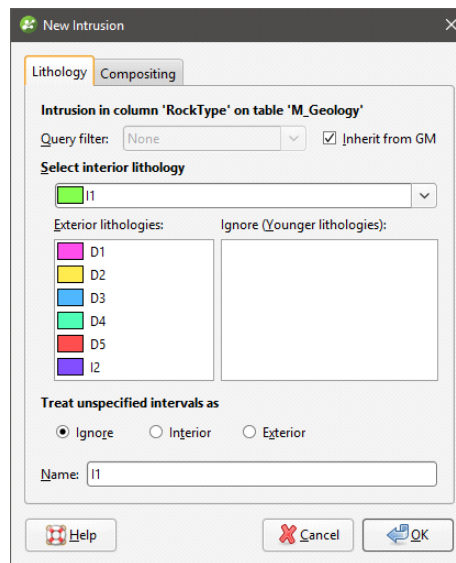 New Intrusion
Lithology Compositing
Intrusion in column 'RockType' on table 'M_Geology'
Query filter: None Inherit from GM
Select interior lithology
I1
Exterior lithologies: Ignore (Younger lithologies):
D1
D2
D3
D4
D5
I2
Treat unspecified intervals as
Ignore Interior Exterior
Name: I1
Help Cancel OK